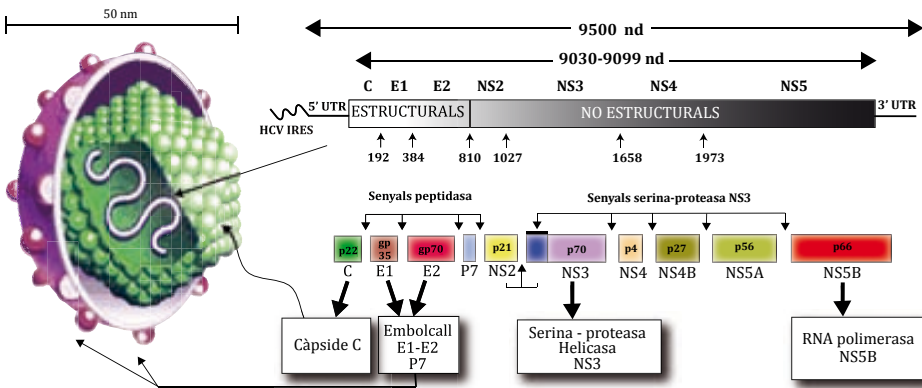 50 nm
9500 nd
9030-9099 nd
C E1 E2 NS2 NS3 NS4 NS5
5’ UTR
ESTRUCTURALS
NO ESTRUCTURALS
3’ UTR
HCV IRES
192 384 810 1027 1658 1973
Senyals peptidasa
Senyals serina-proteasa NS3
p22 gp35 gp70 p21 p70 p4 p27 p56 p66
C E1 E2 P7 NS2 NS3 NS4 NS4B NS5A NS5B
Càpside C
Embolcall
E1-E2
P7
Serina - proteasa
Helicasa
NS3
RNA polimerasa
NS5B